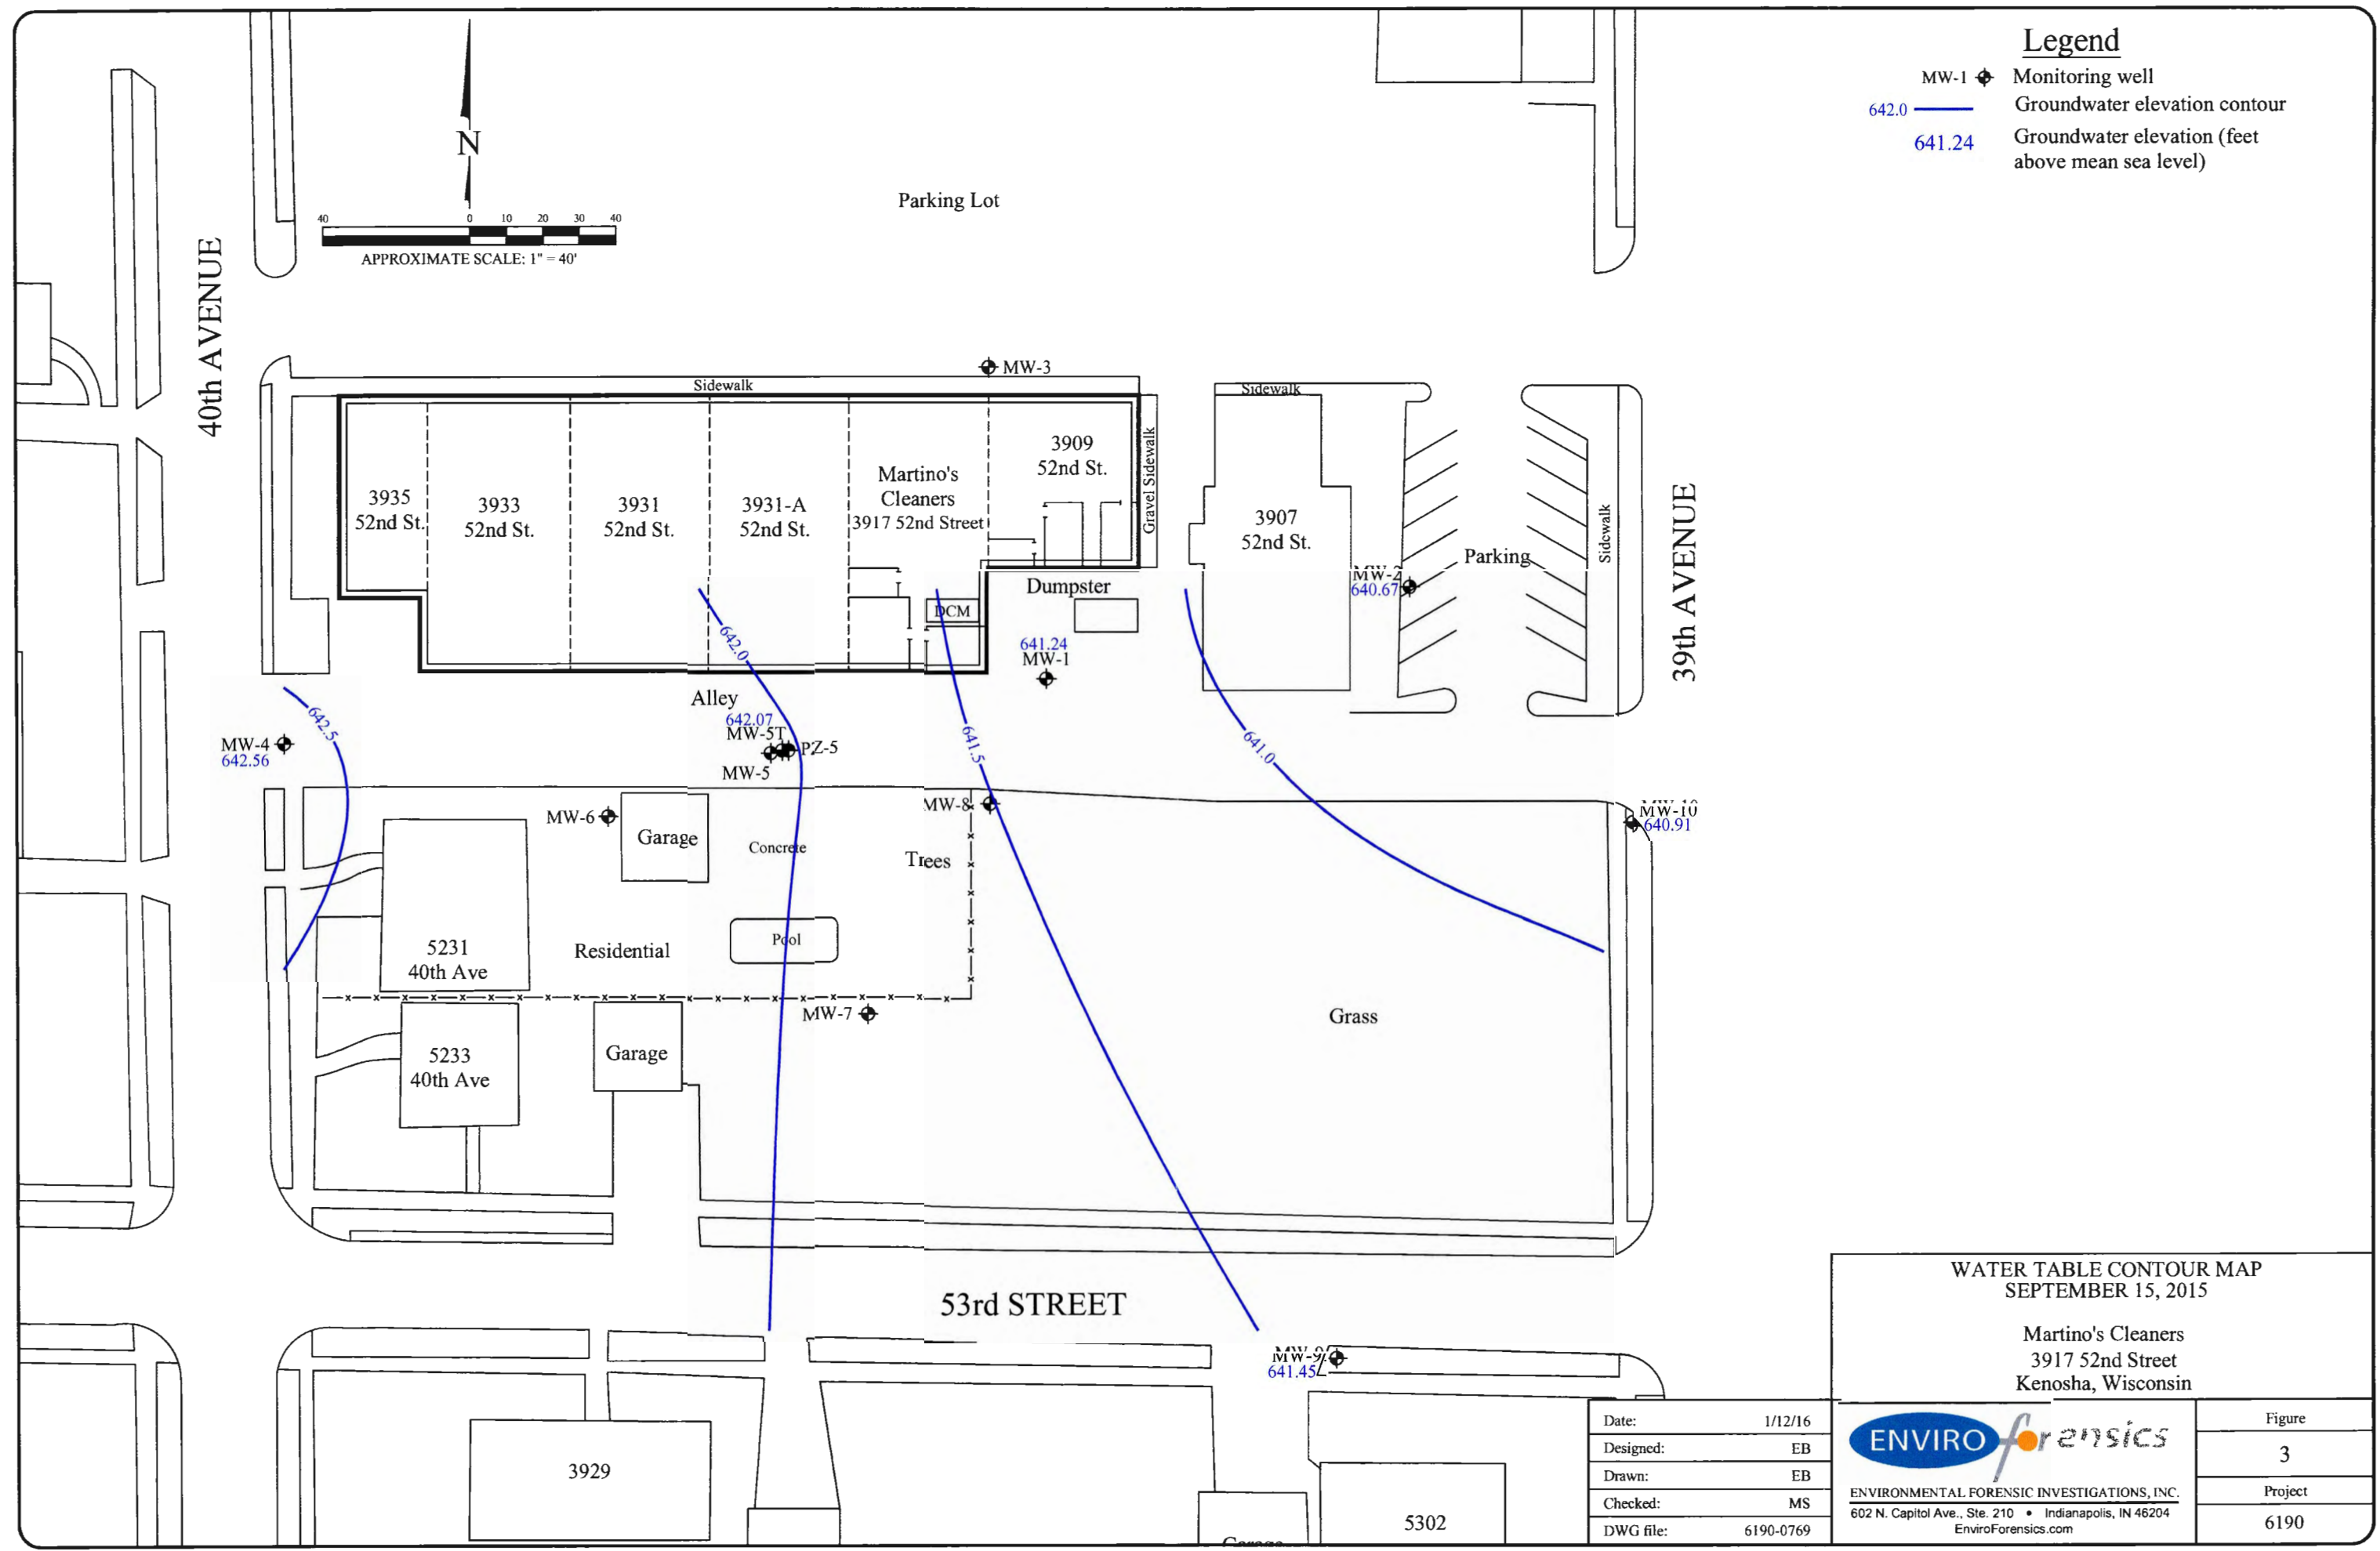 Legend
MW-1 Monitoring well
642.0 Groundwater elevation contour
641.24 Groundwater elevation (feet
above mean sea level)
N
40 0 10 20 30 40
APPROXIMATE SCALE: 1" = 40'
Parking Lot
40th AVENUE
39th AVENUE
MW-3
Sidewalk
Sidewalk
Gravel Sidewalk
Sidewalk
3935
52nd St.
3933
52nd St.
3931
52nd St.
3931-A
52nd St.
Martino's
Cleaners
3917 52nd Street
3909
52nd St.
3907
52nd St.
Parking
MW-2
640.67
Dumpster
DCM
641.24
MW-1
642.0
Alley
642.07
MW-5T
PZ-5
MW-5
642.5
MW-4
642.56
641.5
641.0
MW-6
Garage
Concrete
MW-8
Trees
MW-10
640.91
5231
40th Ave
Residential
Pool
MW-7
Grass
5233
40th Ave
Garage
53rd STREET
MW-9
641.45
3929
5302
WATER TABLE CONTOUR MAP
SEPTEMBER 15, 2015
Martino's Cleaners
3917 52nd Street
Kenosha, Wisconsin
Date: 1/12/16
Designed: EB
Drawn: EB
Checked: MS
DWG file: 6190-0769
ENVIRO forensics
ENVIRONMENTAL FORENSIC INVESTIGATIONS, INC.
602 N. Capitol Ave., Ste. 210 • Indianapolis, IN 46204
EnviroForensics.com
Figure
3
Project
6190